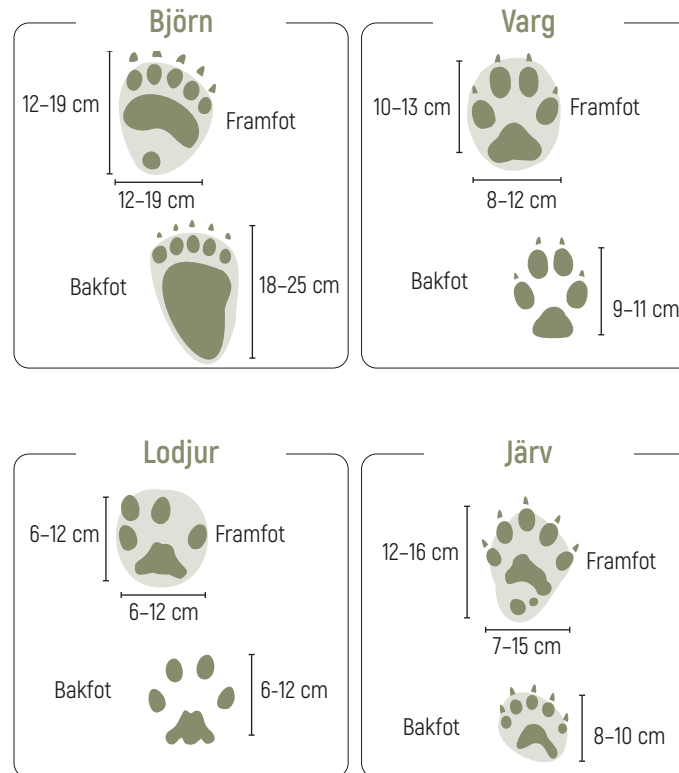 Björn
12–19 cm
Framfot
12–19 cm
Bakfot
18–25 cm
Varg
10–13 cm
Framfot
8–12 cm
Bakfot
9–11 cm
Lodjur
6–12 cm
Framfot
6–12 cm
Bakfot
6-12 cm
Järv
12–16 cm
Framfot
7–15 cm
Bakfot
8–10 cm